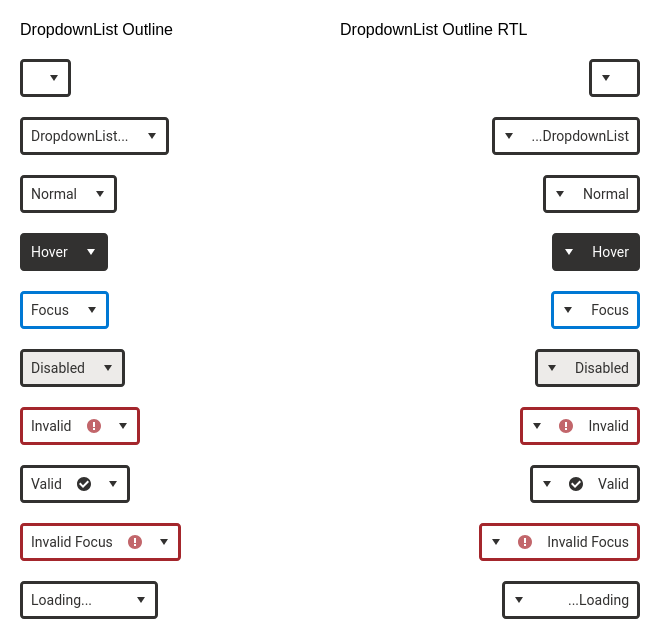 DropdownList Outline
DropdownList Outline RTL
DropdownList...
...DropdownList
Normal
Normal
Hover
Hover
Focus
Focus
Disabled
Disabled
Invalid
Invalid
Valid
Valid
Invalid Focus
Invalid Focus
Loading...
...Loading